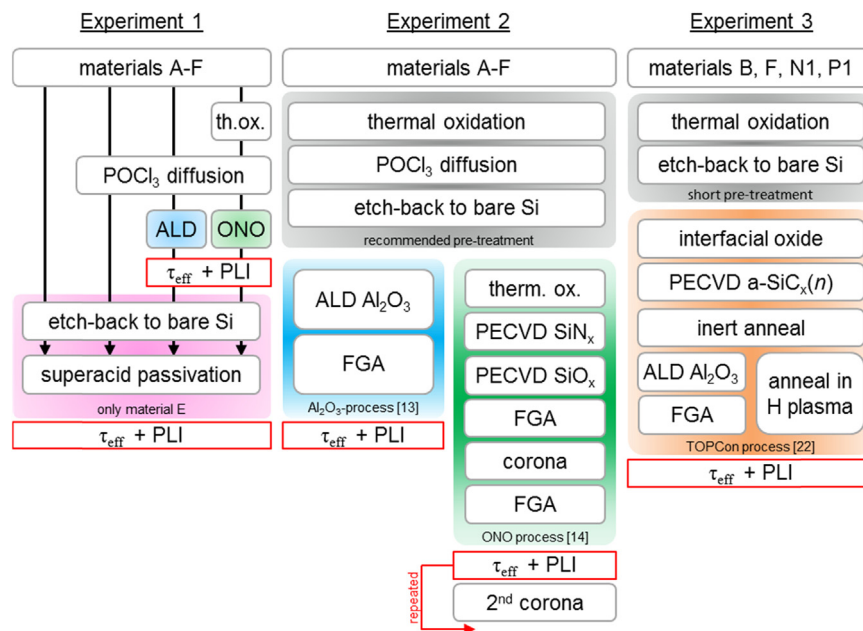 Experiment 1
materials A-F
th.ox.
POCl₃ diffusion
ALD
ONO
τeff + PLI
etch-back to bare Si
superacid passivation
only material E
τeff + PLI
Experiment 2
materials A-F
thermal oxidation
POCl₃ diffusion
etch-back to bare Si
recommended pre-treatment
ALD Al₂O₃
FGA
Al₂O₃-process [13]
τeff + PLI
therm. ox.
PECVD SiNₓ
PECVD SiOₓ
FGA
corona
FGA
ONO process [14]
τeff + PLI
repeated
2ⁿᵈ corona
Experiment 3
materials B, F, N1, P1
thermal oxidation
etch-back to bare Si
short pre-treatment
interfacial oxide
PECVD a-SiCₓ(n)
inert anneal
ALD Al₂O₃
FGA
anneal in
H plasma
TOPCon process [22]
τeff + PLI